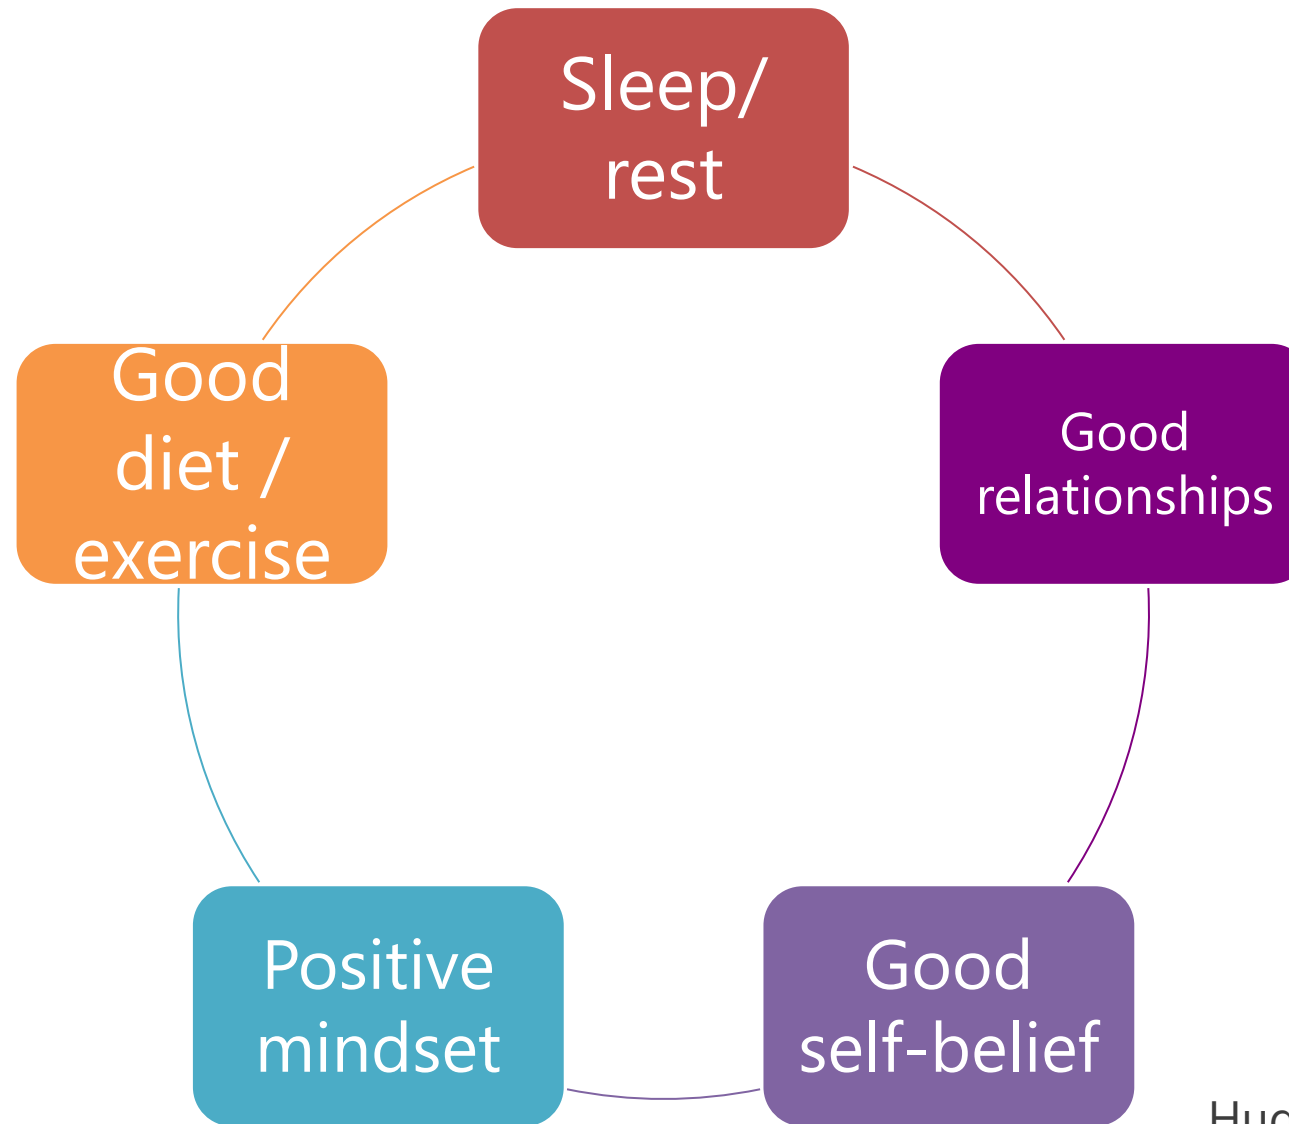 Sleep/
rest
Good
diet /
exercise
Good
relationships
Positive
mindset
Good
self-belief